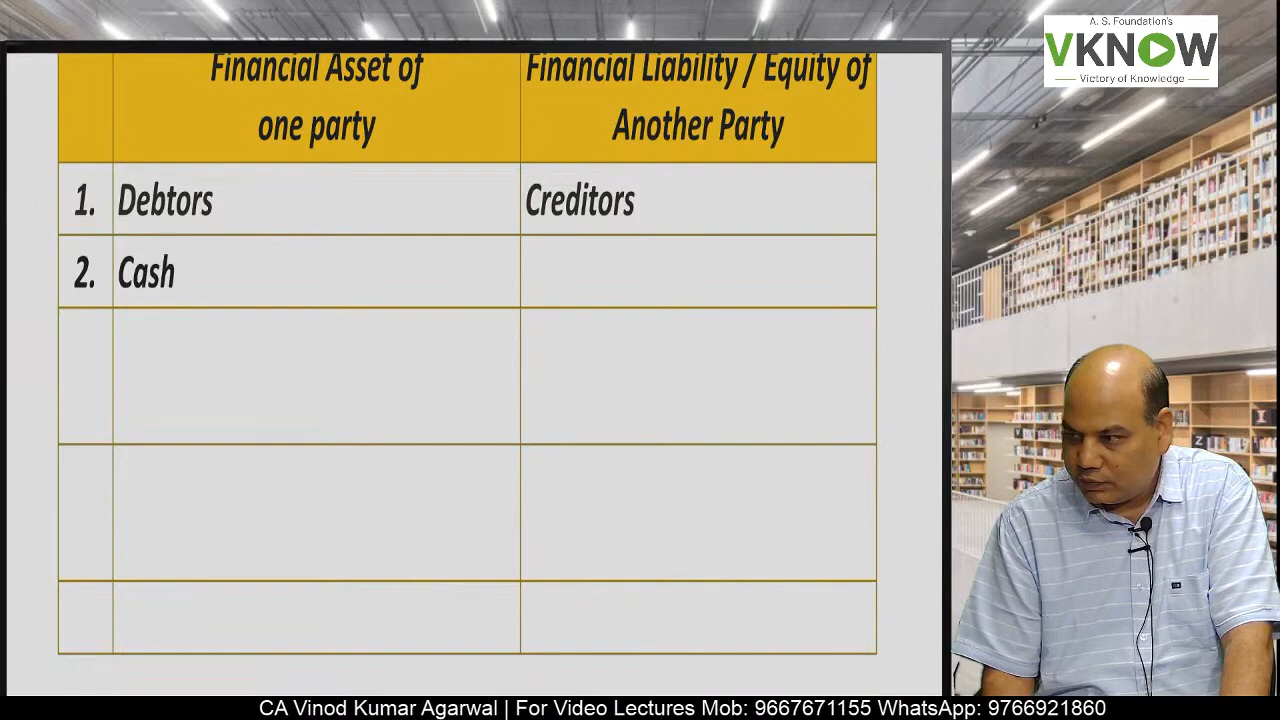 A. S. Foundation's
VKNOW
Victory of Knowledge
Financial Asset of
one party
Financial Liability / Equity of
Another Party
1. Debtors
Creditors
2. Cash
CA Vinod Kumar Agarwal | For Video Lectures Mob: 9667671155 WhatsApp: 9766921860